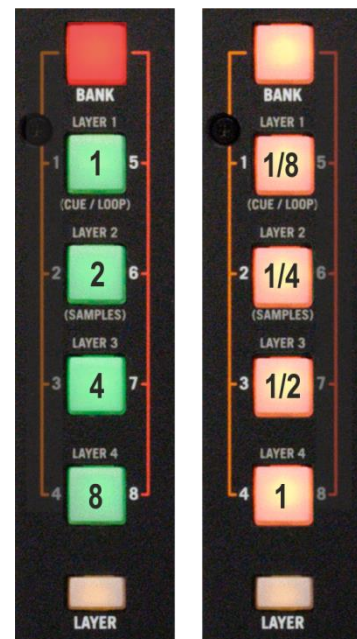 BANK
LAYER 1
1 1 5
(CUE / LOOP)
LAYER 2
2 2 6
(SAMPLES)
LAYER 3
3 4 7
LAYER 4
4 8 8
LAYER
BANK
LAYER 1
1 1/8 5
(CUE / LOOP)
LAYER 2
2 1/4 6
(SAMPLES)
LAYER 3
3 1/2 7
LAYER 4
4 1 8
LAYER